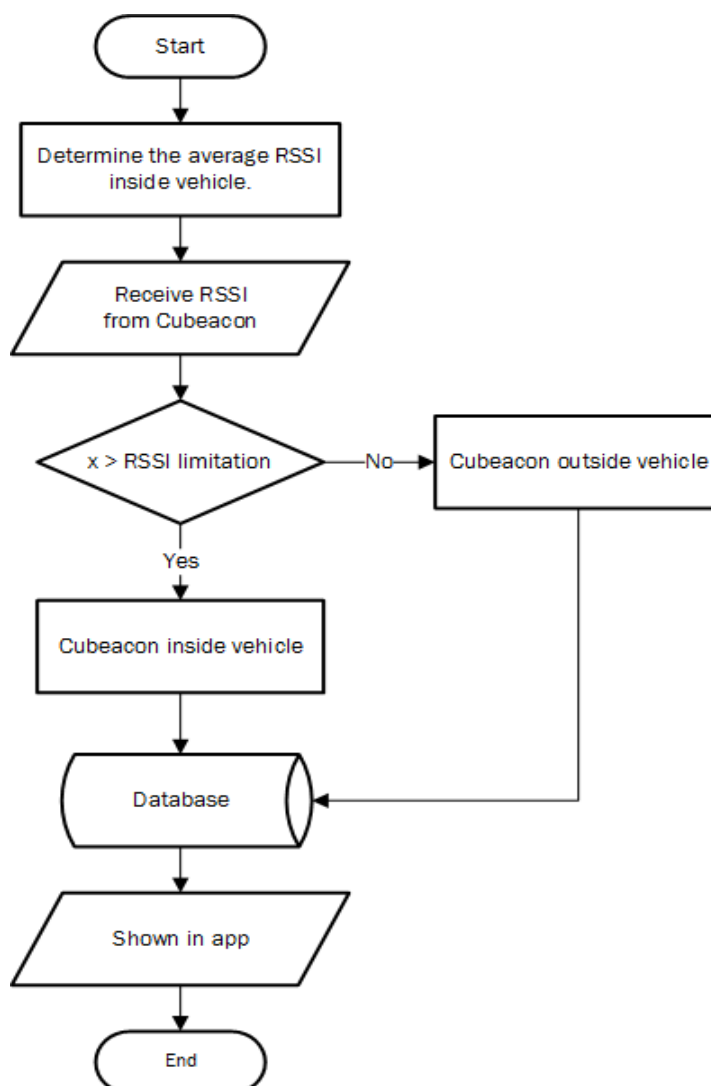 Start
Determine the average RSSI
inside vehicle.
Receive RSSI
from Cubeacon
x > RSSI limitation
No
Cubeacon outside vehicle
Yes
Cubeacon inside vehicle
Database
Shown in app
End